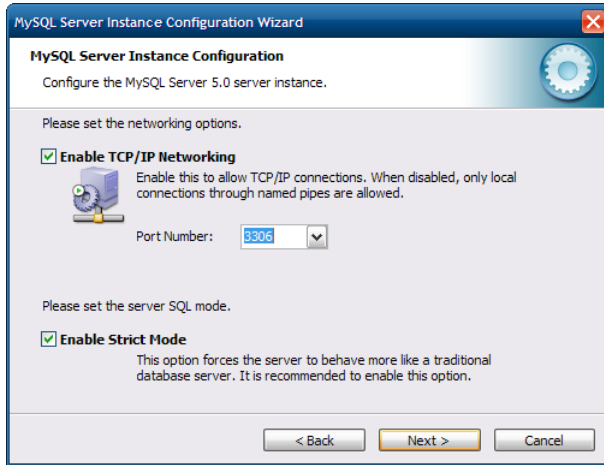 MySQL Server Instance Configuration Wizard
MySQL Server Instance Configuration
Configure the MySQL Server 5.0 server instance.
Please set the networking options.
Enable TCP/IP Networking
Enable this to allow TCP/IP connections. When disabled, only local
connections through named pipes are allowed.
Port Number: 3306
Please set the server SQL mode.
Enable Strict Mode
This option forces the server to behave more like a traditional
database server. It is recommended to enable this option.
< Back Next > Cancel